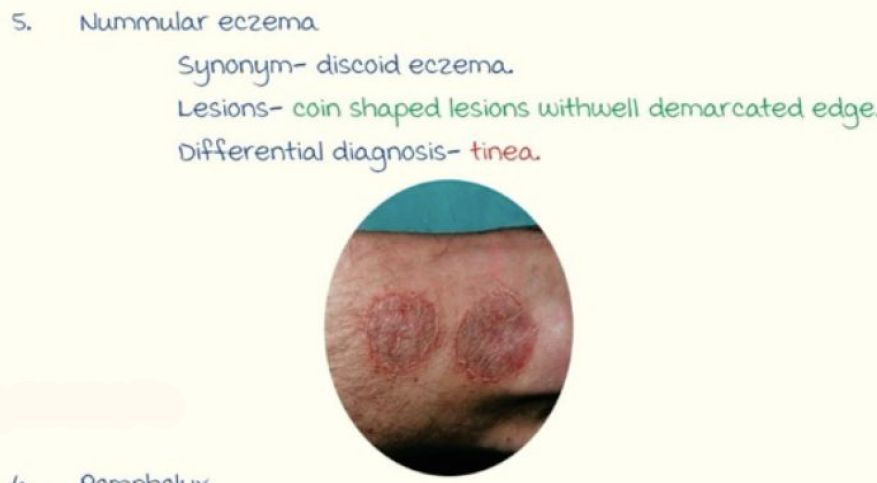 5. Nummular eczema
Synonym- discoid eczema.
Lesions- coin shaped lesions withwell demarcated edge.
Differential diagnosis- tinea.